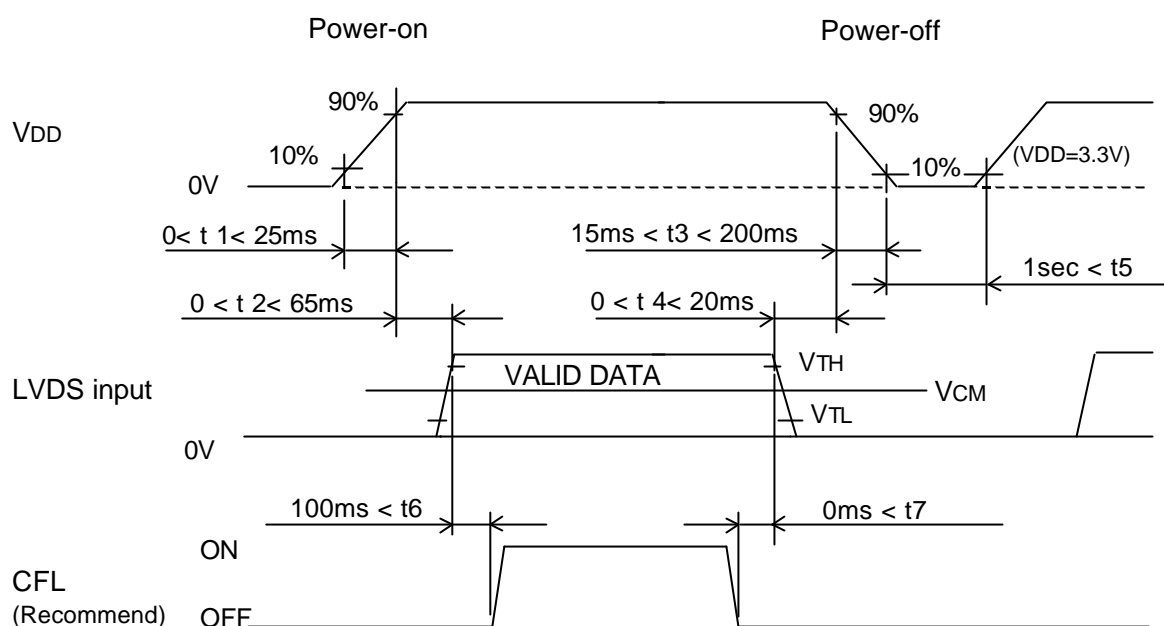 Power-on Power-off
90% 90%
VDD
10% 10% (VDD=3.3V)
0V
0< t 1< 25ms 15ms < t3 < 200ms
1sec < t5
0 < t 2< 65ms 0 < t 4< 20ms
VALID DATA VTH
LVDS input VCM
VTL
0V
100ms < t6 0ms < t7
ON
CFL
(Recommend) OFF